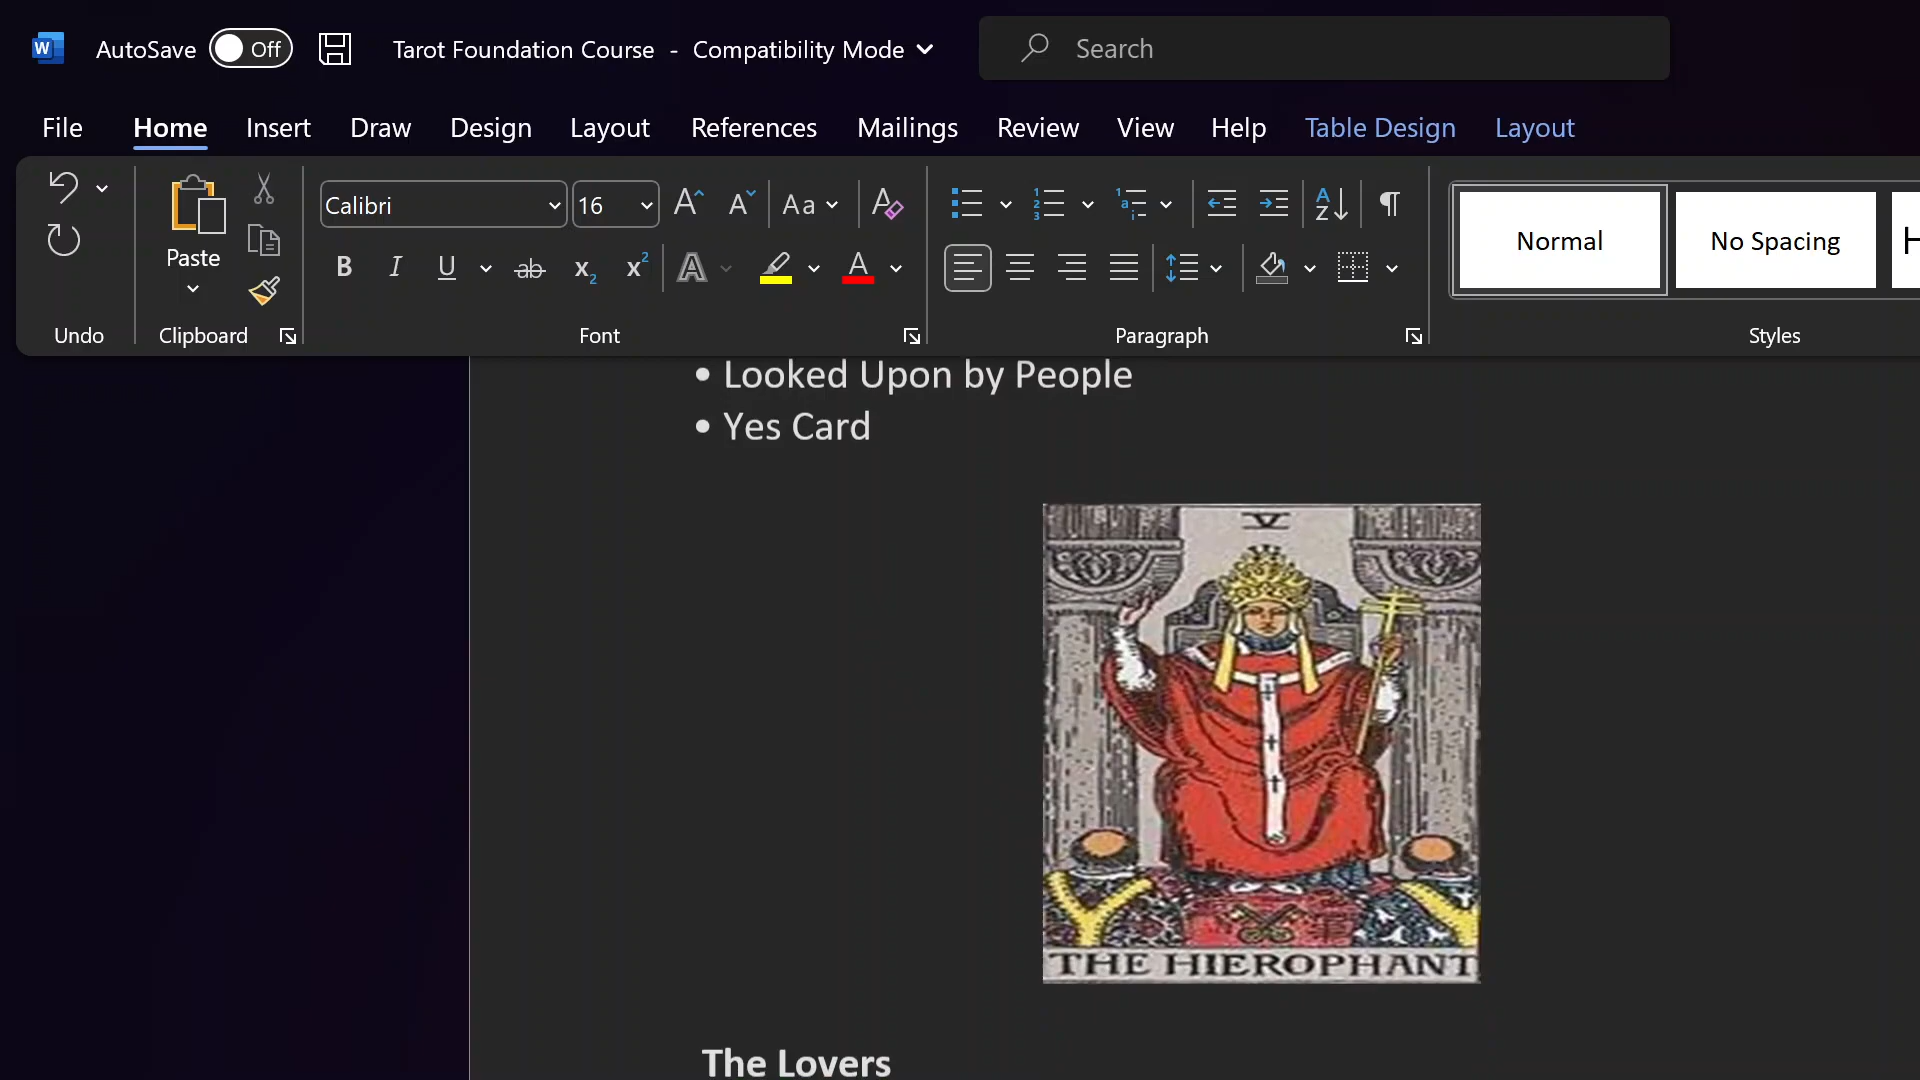 W AutoSave Off Tarot Foundation Course - Compatibility Mode Search
File Home Insert Draw Design Layout References Mailings Review View Help Table Design Layout
Paste
Calibri 16 Aa
Normal No Spacing H
Undo Clipboard Font Paragraph Styles
• Looked Upon by People
• Yes Card
V
THE HIEROPHANT
The Lovers